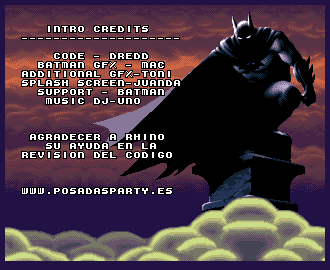 INTRO CREDITS
--------------------
CODE - DREDD
BATMAN GFX - MAC
ADDITIONAL GFX-TONI
SPLASH SCREEN-JUANDA
SUPPORT - BATMAN
MUSIC DJ-UNO
AGRADECER A RHINO
SU AYUDA EN LA
REVISION DEL CODIGO
WWW.POSADASPARTY.ES